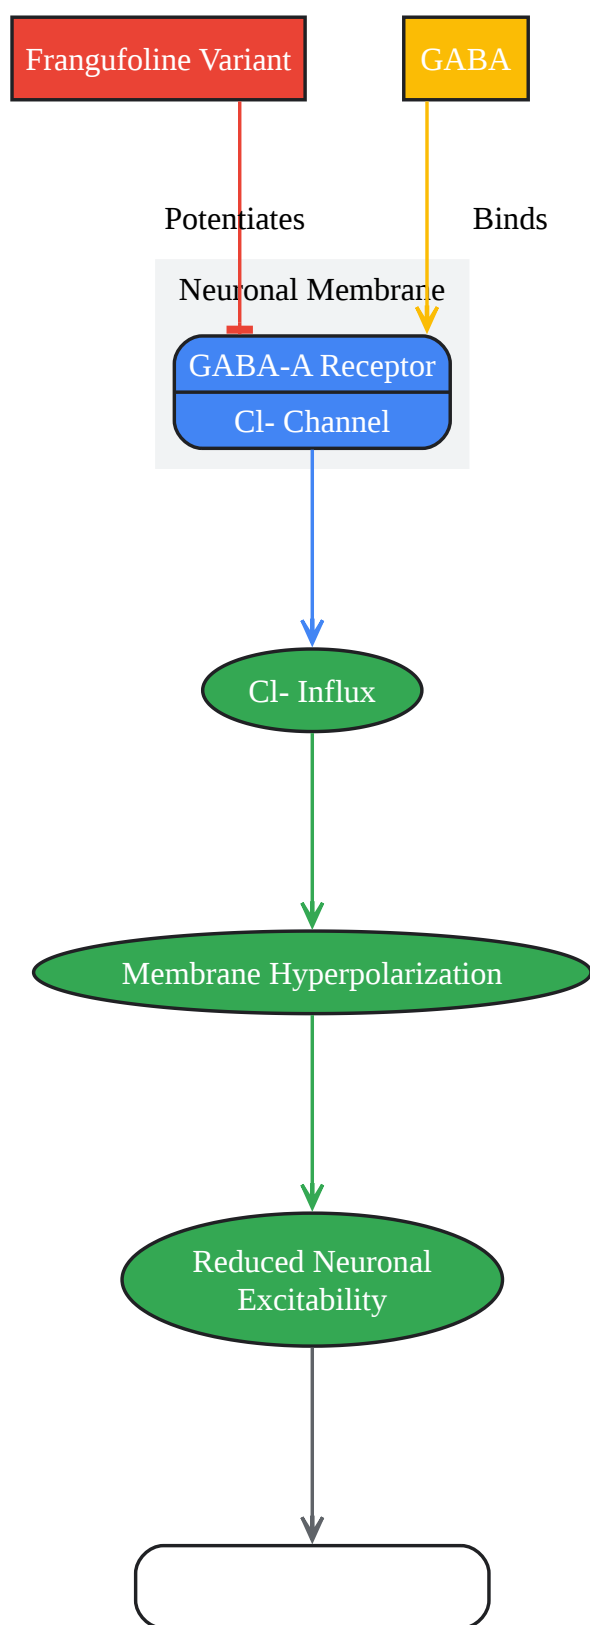 Frangufoline Variant
GABA
Potentiates
Binds
Neuronal Membrane
GABA-A Receptor
Cl- Channel
Cl- Influx
Membrane Hyperpolarization
Reduced Neuronal
Excitability